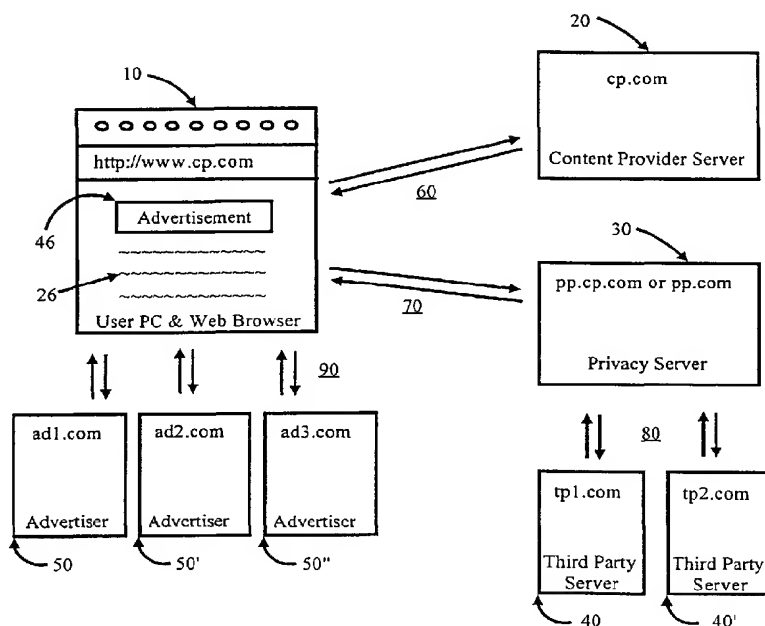 20
10
cp.com
http://www.cp.com
Content Provider Server
Advertisement
60
46
30
26
pp.cp.com or pp.com
User PC & Web Browser
70
Privacy Server
90
ad1.com
ad2.com
ad3.com
80
tp1.com
tp2.com
Advertiser
Advertiser
Advertiser
50
50'
50"
Third Party
Server
Third Party
Server
40
40'